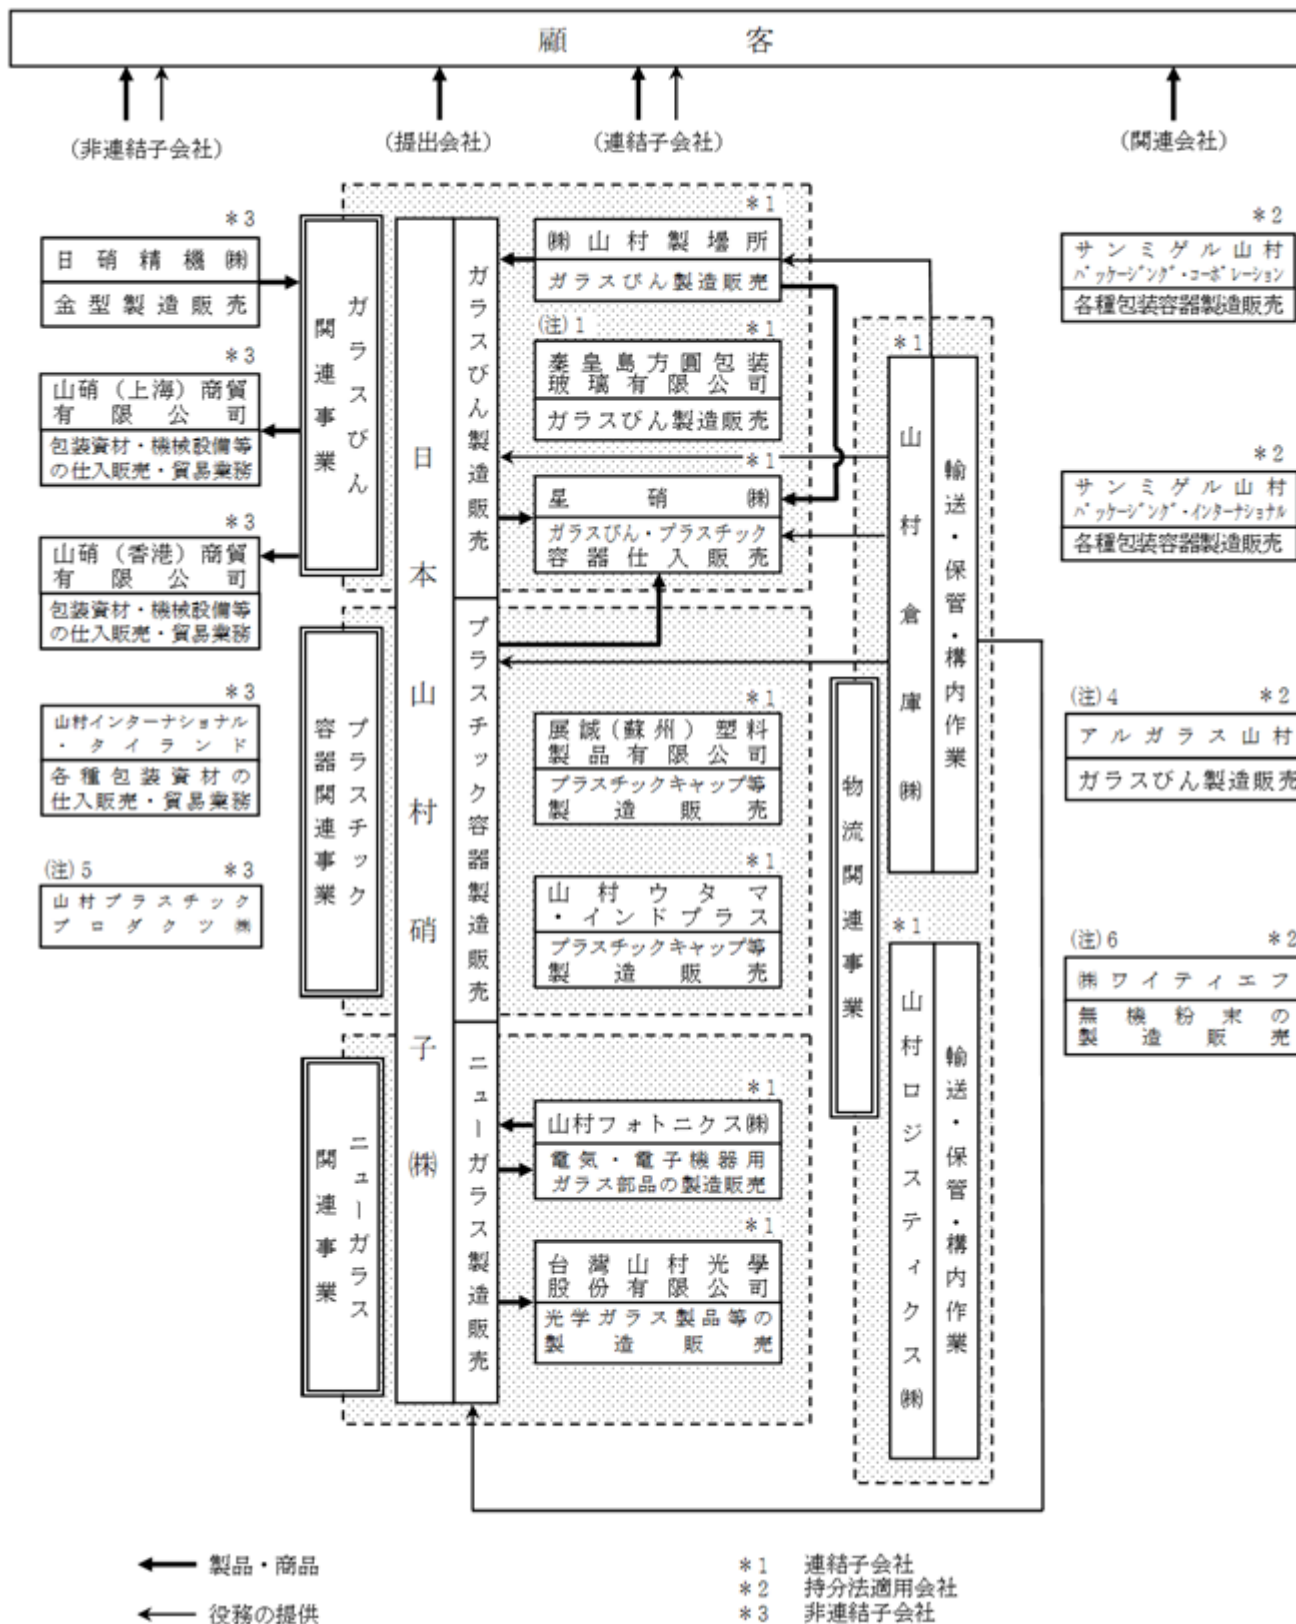 顧客
(非連結子会社)
(提出会社)
(連結子会社)
(関連会社)
*3
日硝精機㈱
金型製造販売
*3
山硝(上海)商貿
有限公司
包装資材・機械設備等
の仕入販売・貿易業務
*3
山硝(香港)商貿
有限公司
包装資材・機械設備等
の仕入販売・貿易業務
*3
山村インターナショナル
・タイランド
各種包装資材の
仕入販売・貿易業務
(注)5 *3
山村プラスチック
プロダクツ㈱
ガラスびん
関連事業
プラスチック
容器関連事業
ニューガラス
関連事業
日本山村硝子㈱
ガラスびん製造販売
プラスチック容器製造販売
ニューガラス製造販売
*1
㈱山村製壜所
ガラスびん製造販売
(注)1 *1
秦皇島方圓包装
玻璃有限公司
ガラスびん製造販売
*1
星硝㈱
ガラスびん・プラスチック
容器仕入販売
*1
展誠(蘇州)塑料
製品有限公司
プラスチックキャップ等
製造販売
*1
山村ウタマ
・インドプラス
プラスチックキャップ等
製造販売
*1
山村フォトニクス㈱
電気・電子機器用
ガラス部品の製造販売
*1
台灣山村光學
股份有限公司
光学ガラス製品等の
製造販売
物流関連事業
*1
山村倉庫㈱
輸送・保管・構内作業
*1
山村ロジスティクス㈱
輸送・保管・構内作業
*2
サンミゲル山村
パッケージング・コーポレーション
各種包装容器製造販売
*2
サンミゲル山村
パッケージング・インターナショナル
各種包装容器製造販売
(注)4 *2
アルガラス山村
ガラスびん製造販売
(注)6 *2
㈱ワイティエフ
無機粉末の
製造販売
製品・商品
役務の提供
*1 連結子会社
*2 持分法適用会社
*3 非連結子会社